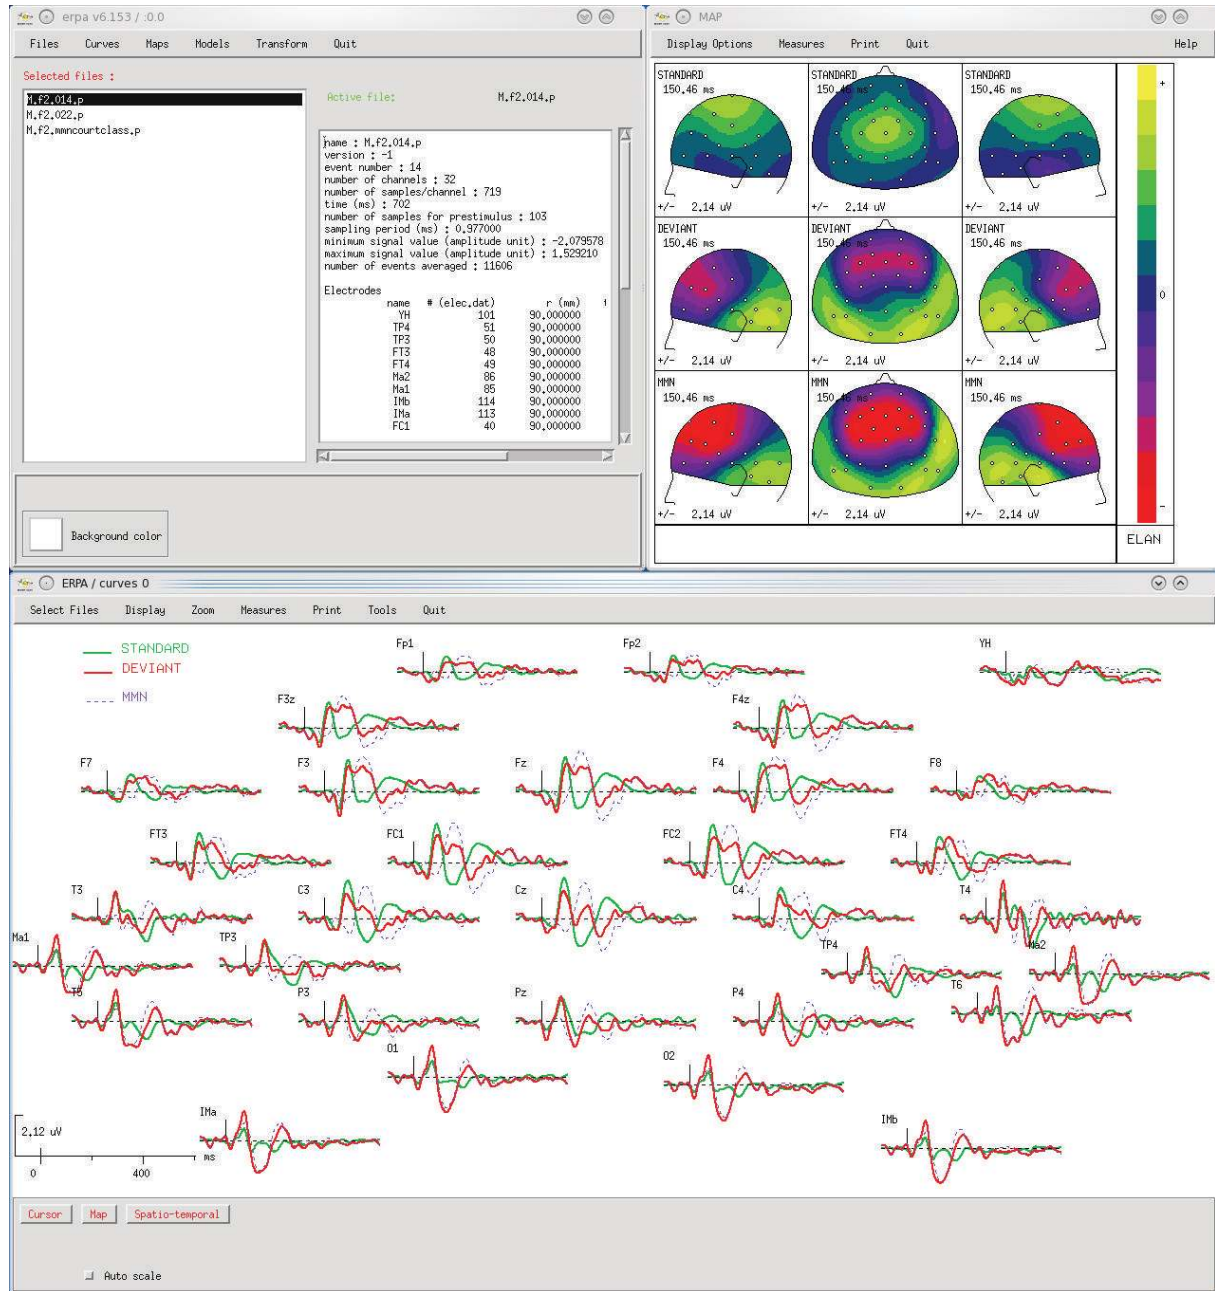 erpa v6.153 / :0.0
Files Curves Maps Models Transform Quit
Selected files :
M.f2.014.p
M.f2.022.p
M.f2.mmncourtclass.p
Active file: M.f2.014.p
name : M.f2.014.p
version : -1
event number : 14
number of channels : 32
number of samples/channel : 719
time (ms) : 702
number of samples for prestimulus : 103
sampling period (ms) : 0.977000
minimum signal value (amplitude unit) : -2.079578
maximum signal value (amplitude unit) : 1.529210
number of events averaged : 11606
Electrodes
name # (elec.dat) r (mm)
YH 101 90.000000
TP4 51 90.000000
TP3 50 90.000000
FT3 48 90.000000
FT4 49 90.000000
Ma2 86 90.000000
Ma1 85 90.000000
IMb 114 90.000000
IMa 113 90.000000
FC1 40 90.000000
Background color
MAP
Display Options Measures Print Quit Help
STANDARD STANDARD STANDARD
150.46 ms 150.46 ms 150.46 ms
+/- 2.14 uV +/- 2.14 uV +/- 2.14 uV
DEVIANT DEVIANT DEVIANT
150.46 ms 150.46 ms 150.46 ms
+/- 2.14 uV +/- 2.14 uV +/- 2.14 uV
MMN MMN MMN
150.46 ms 150.46 ms 150.46 ms
+/- 2.14 uV +/- 2.14 uV +/- 2.14 uV
+
0
-
ELAN
ERPA / curves 0
Select Files Display Zoom Measures Print Tools Quit
STANDARD
DEVIANT
MMN
Fp1 Fp2 YH
F3z F4z
F7 F3 Fz F4 F8
FT3 FC1 FC2 FT4
T3 C3 Cz C4 T4
Ma1 TP3 TP4 Ma2
T5 P3 Pz P4 T6
O1 O2
IMa IMb
2.12 uV
ms
0 400
Cursor Map Spatio-temporal
Auto scale